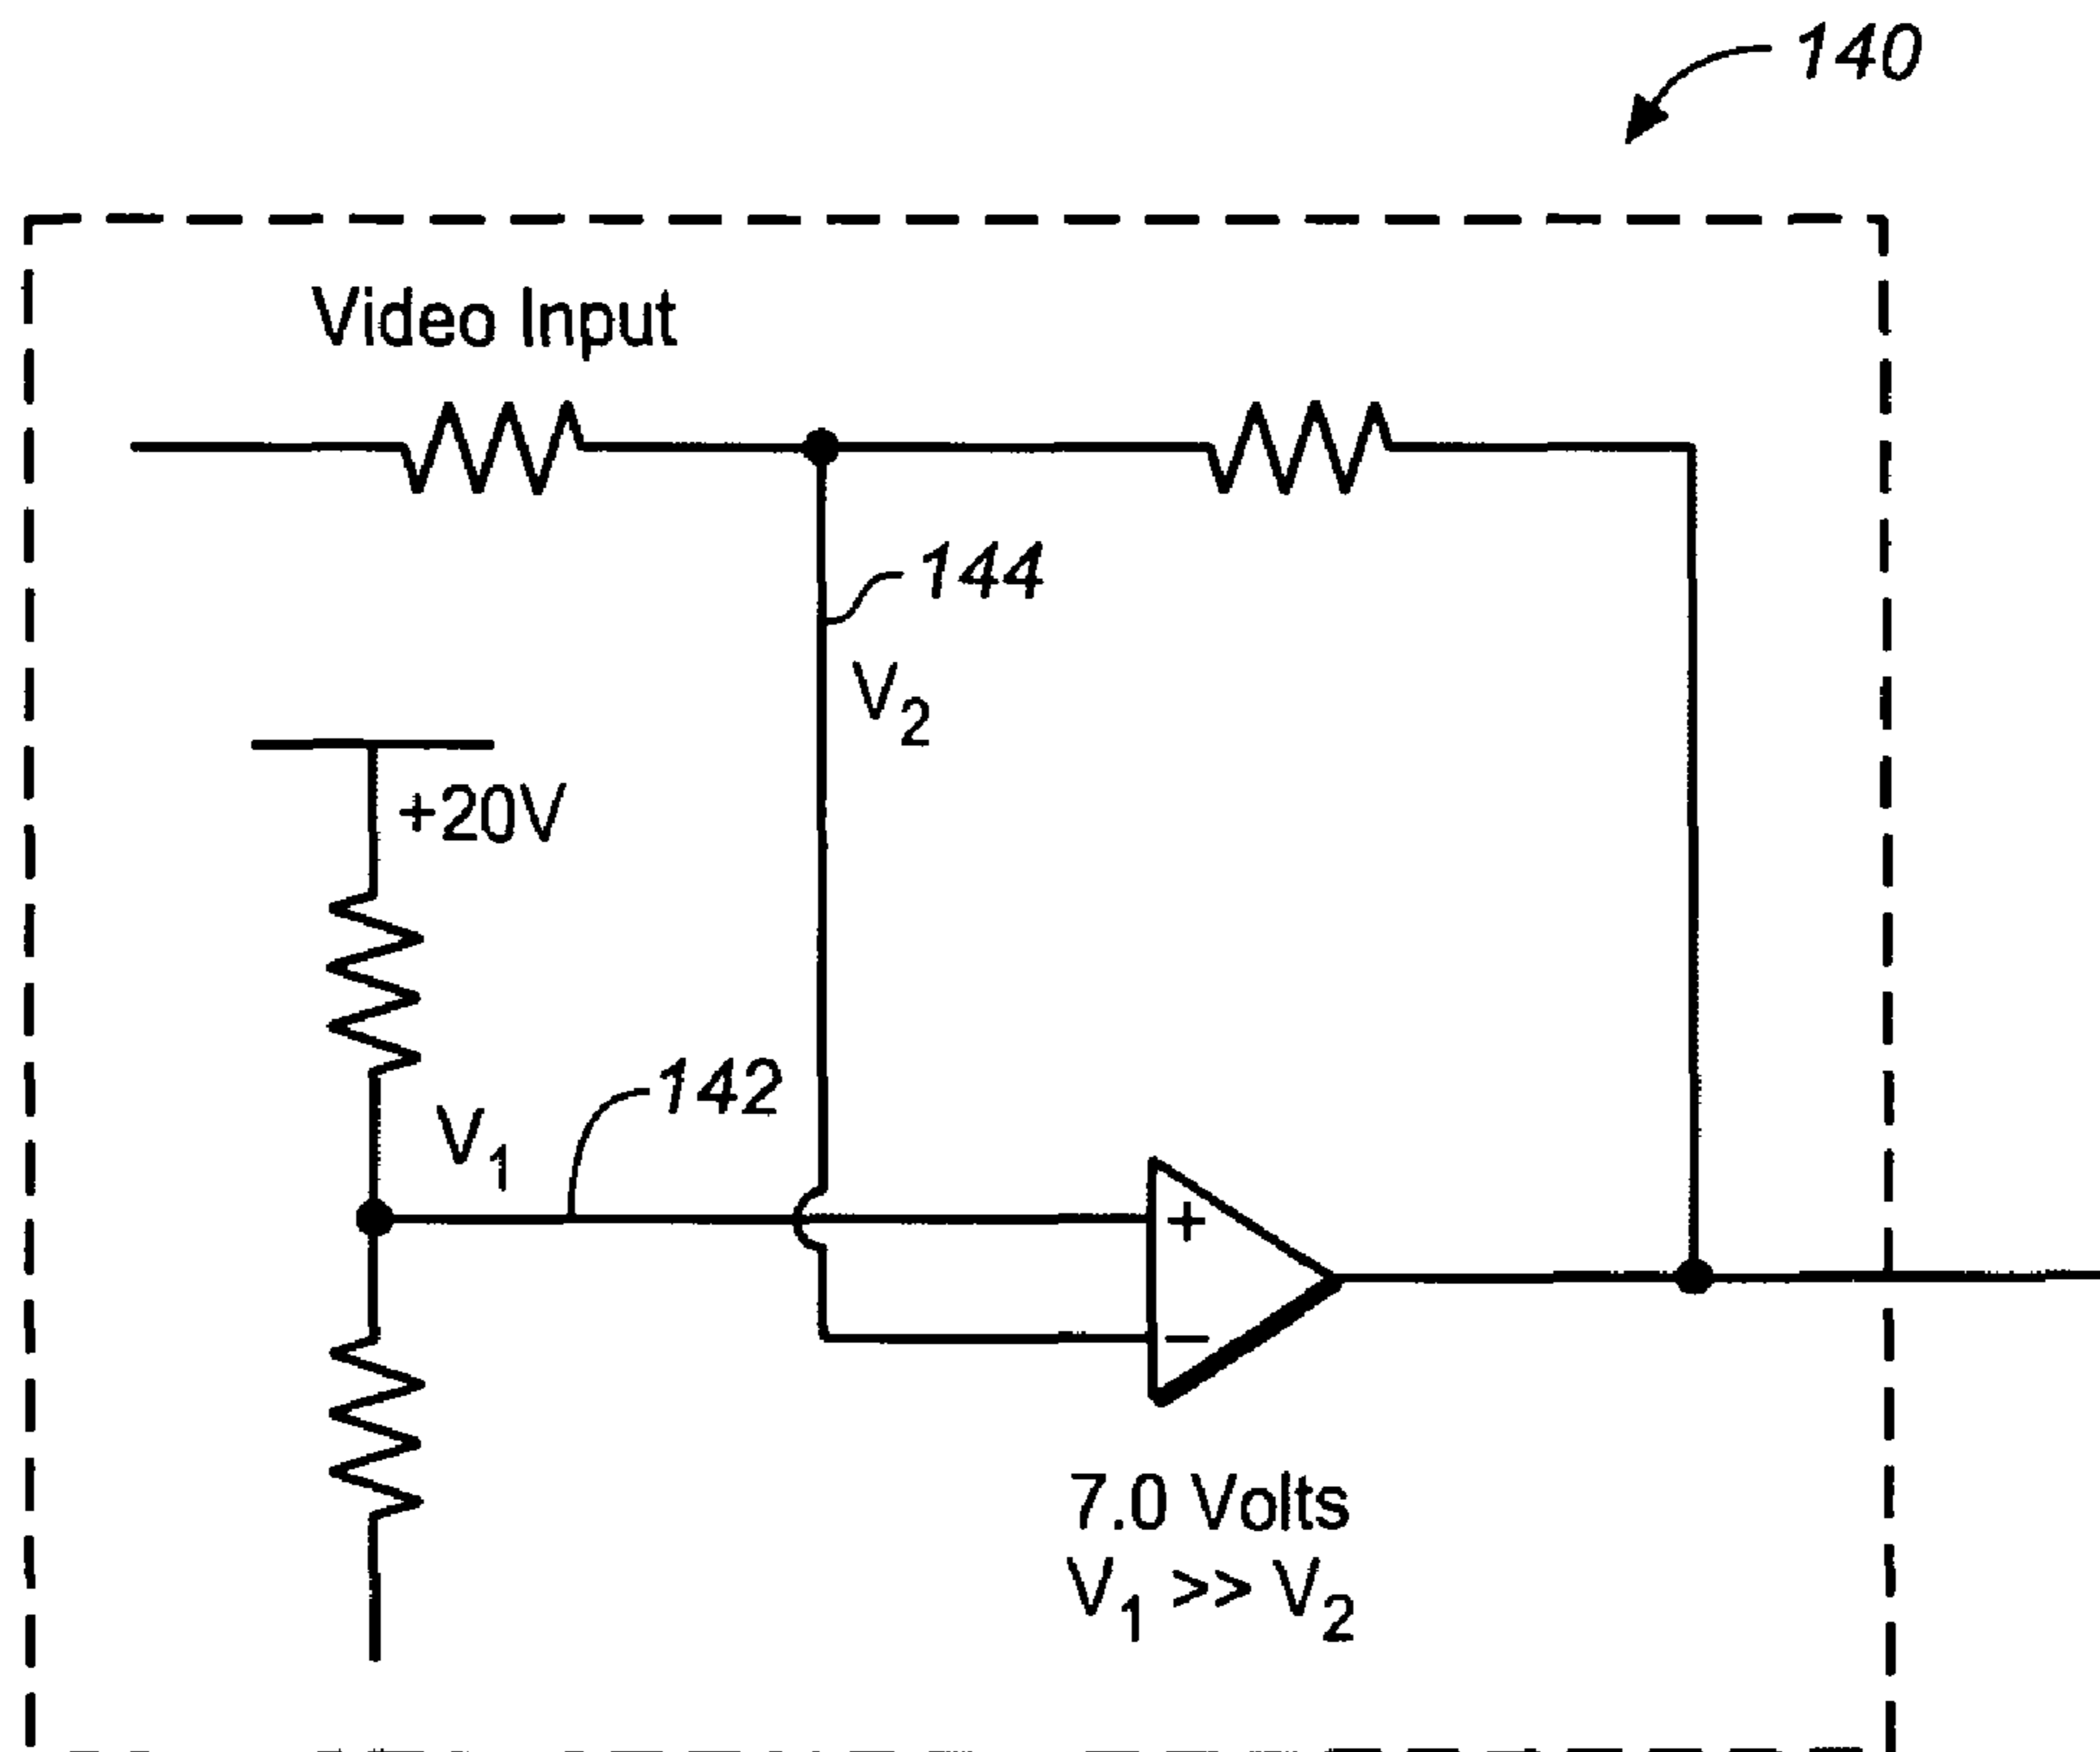 140
Video Input
144
V2
+20V
142
V1
+
−
7.0 Volts
V1 >> V2